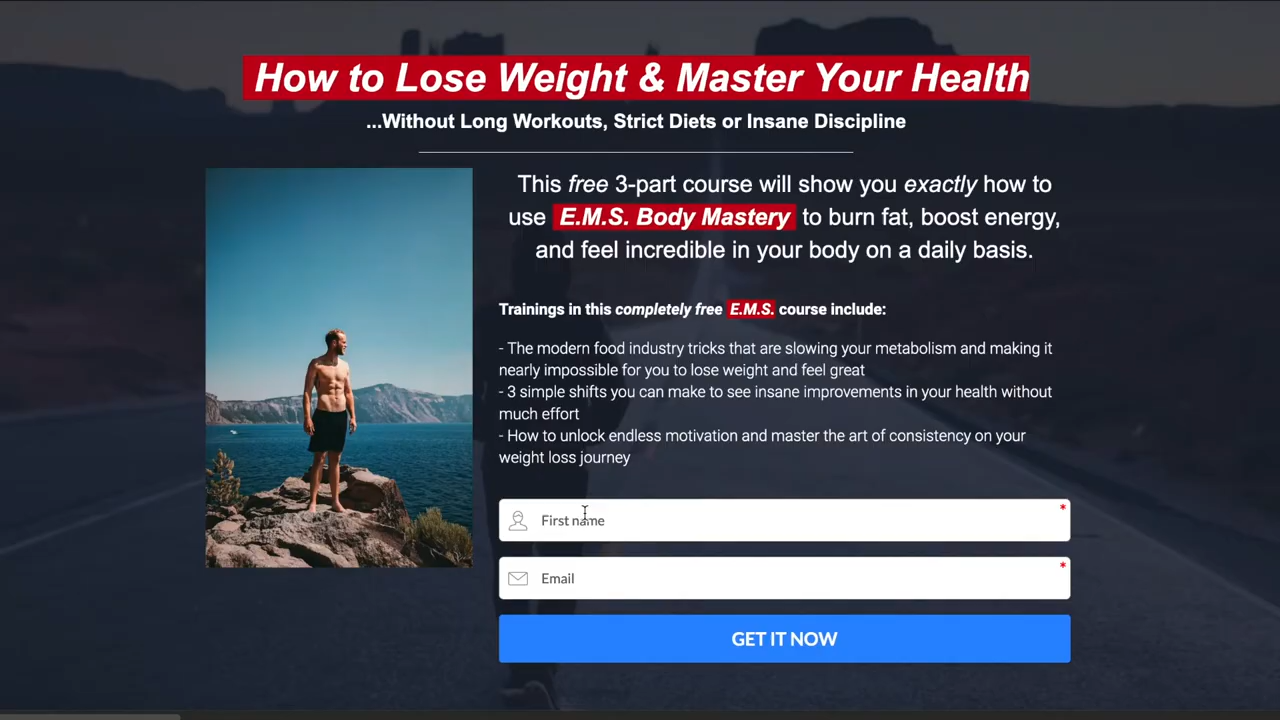 How to Lose Weight & Master Your Health
...Without Long Workouts, Strict Diets or Insane Discipline
This free 3-part course will show you exactly how to
use E.M.S. Body Mastery to burn fat, boost energy,
and feel incredible in your body on a daily basis.
Trainings in this completely free E.M.S. course include:
- The modern food industry tricks that are slowing your metabolism and making it
nearly impossible for you to lose weight and feel great
- 3 simple shifts you can make to see insane improvements in your health without
much effort
- How to unlock endless motivation and master the art of consistency on your
weight loss journey
First name *
Email *
GET IT NOW